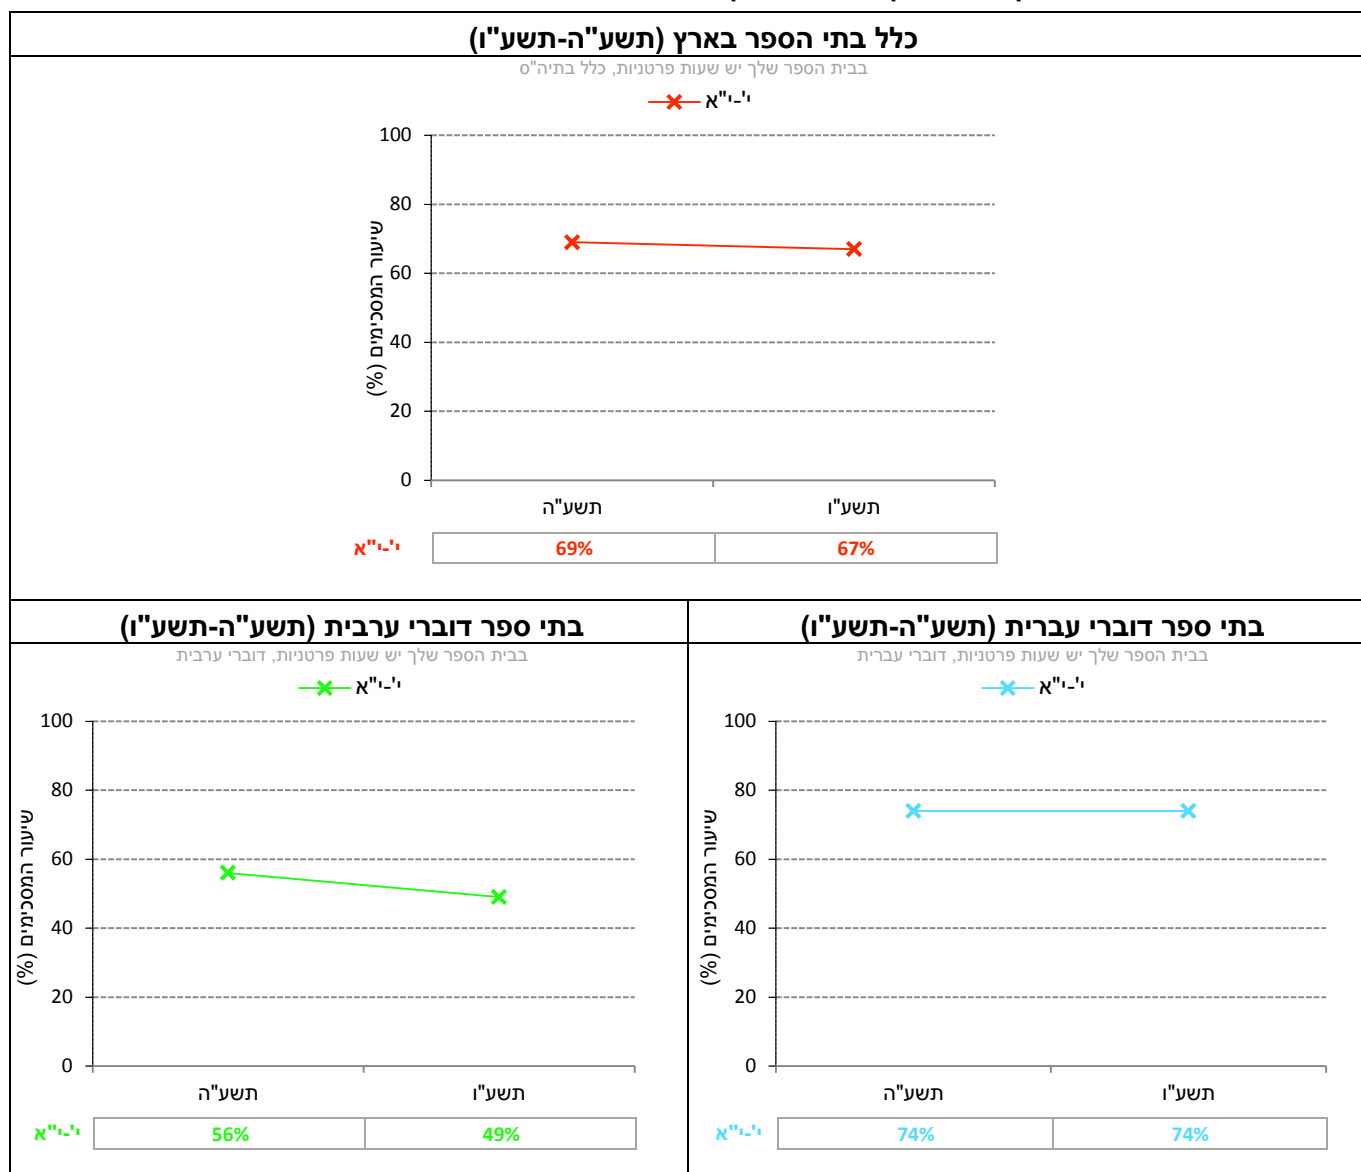 כלל בתי הספר בארץ (תשע"ה-תשע"ו)
בבית הספר שלך יש שעות פרטניות, כלל בתיה"ס
י'-י"א
שיעור המסכימים (%)
100
80
60
40
20
0
תשע"ה תשע"ו
י'-י"א 69% 67%
בתי ספר דוברי עברית (תשע"ה-תשע"ו)
בבית הספר שלך יש שעות פרטניות, דוברי עברית
י'-י"א
שיעור המסכימים (%)
100
80
60
40
20
0
תשע"ה תשע"ו
י'-י"א 74% 74%
בתי ספר דוברי ערבית (תשע"ה-תשע"ו)
בבית הספר שלך יש שעות פרטניות, דוברי ערבית
י'-י"א
שיעור המסכימים (%)
100
80
60
40
20
0
תשע"ה תשע"ו
י'-י"א 56% 49%